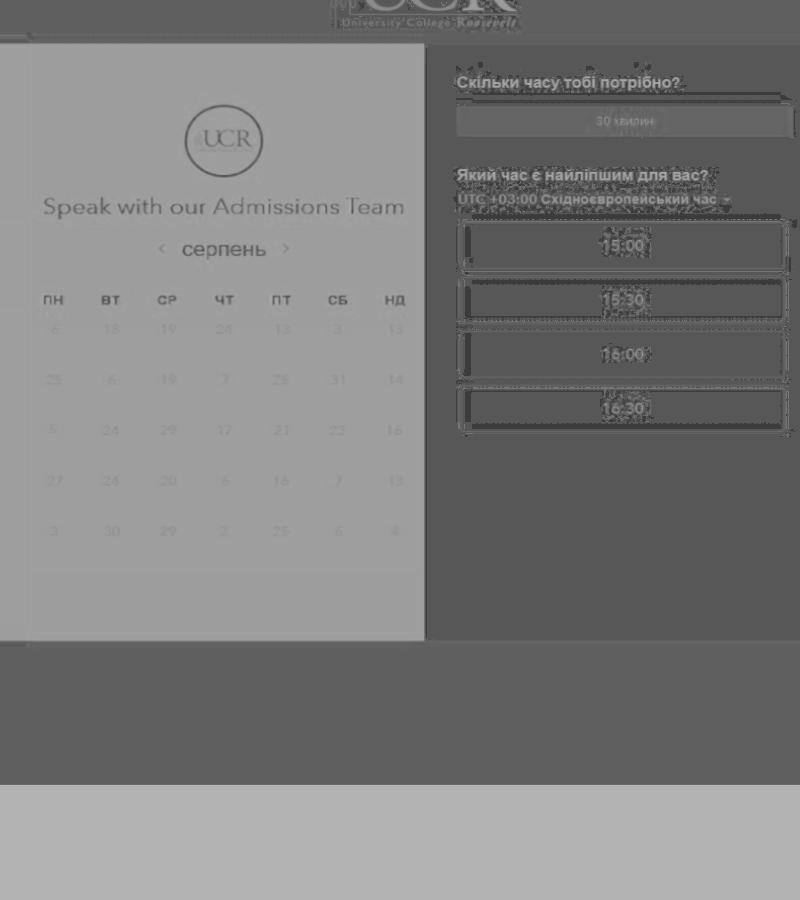 UCR
University College Roosevelt
UCR
Speak with our Admissions Team
‹ серпень ›
ПН ВТ СР ЧТ ПТ СБ НД
6 18 19 24 13 3 13
25 6 19 7 25 31 14
5 24 29 17 21 23 16
27 24 20 6 16 7 13
3 30 29 2 25 6 4
Скільки часу тобі потрібно?
30 хвилин
Який час є найліпшим для вас?
UTC +03:00 Східноєвропейський час
15:00
15:30
16:00
16:30